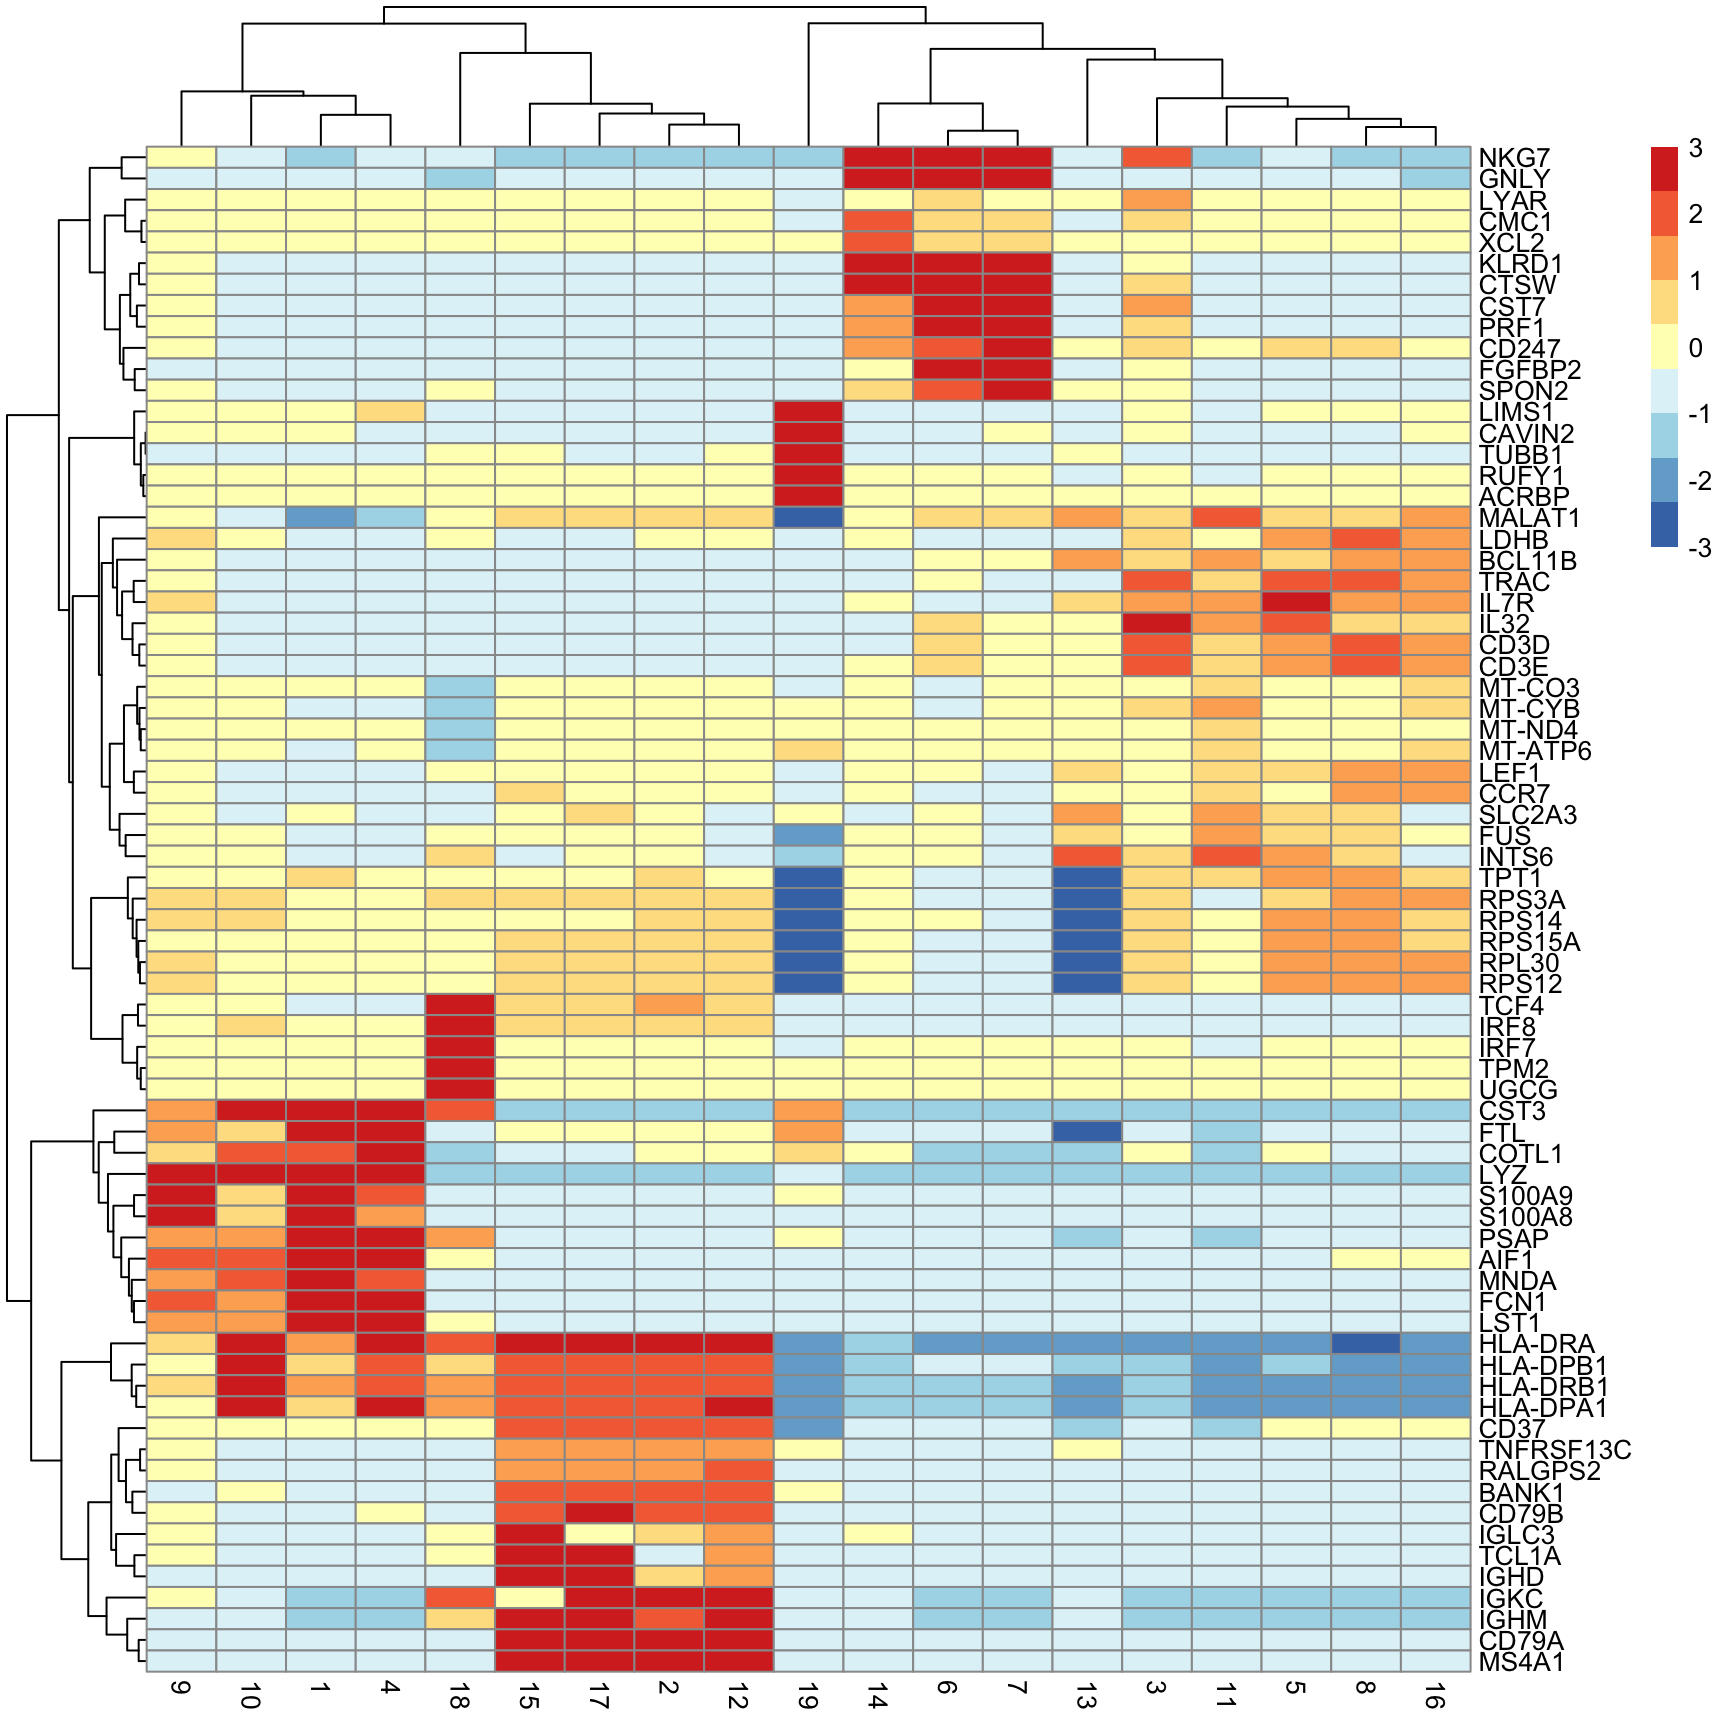 NKG7
GNLY
LYAR
CMC1
XCL2
KLRD1
CTSW
CST7
PRF1
CD247
FGFBP2
SPON2
LIMS1
CAVIN2
TUBB1
RUFY1
ACRBP
MALAT1
LDHB
BCL11B
TRAC
IL7R
IL32
CD3D
CD3E
MT-CO3
MT-CYB
MT-ND4
MT-ATP6
LEF1
CCR7
SLC2A3
FUS
INTS6
TPT1
RPS3A
RPS14
RPS15A
RPL30
RPS12
TCF4
IRF8
IRF7
TPM2
UGCG
CST3
FTL
COTL1
LYZ
S100A9
S100A8
PSAP
AIF1
MNDA
FCN1
LST1
HLA-DRA
HLA-DPB1
HLA-DRB1
HLA-DPA1
CD37
TNFRSF13C
RALGPS2
BANK1
CD79B
IGLC3
TCL1A
IGHD
IGKC
IGHM
CD79A
MS4A1
9 10 1 4 18 15 17 2 12 19 14 6 7 13 3 11 5 8 16
3
2
1
0
-1
-2
-3